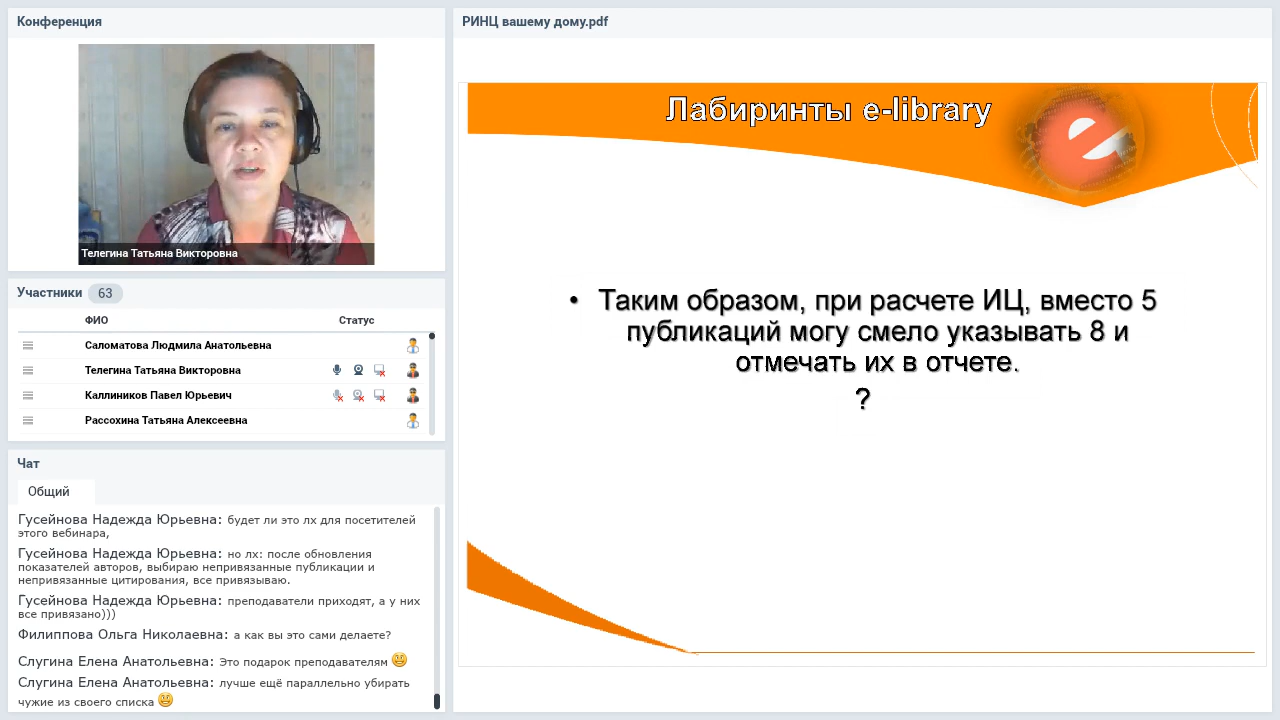 Конференция
Телегина Татьяна Викторовна
Участники 63
ФИО Статус
Саломатова Людмила Анатольевна
Телегина Татьяна Викторовна
Каллиников Павел Юрьевич
Рассохина Татьяна Алексеевна
Чат
Общий
Гусейнова Надежда Юрьевна: будет ли это лх для посетителей
этого вебинара,
Гусейнова Надежда Юрьевна: но лх: после обновления
показателей авторов, выбираю непривязанные публикации и
непривязанные цитирования, все привязываю.
Гусейнова Надежда Юрьевна: преподаватели приходят, а у них
все привязано)))
Филиппова Ольга Николаевна: а как вы это сами делаете?
Слугина Елена Анатольевна: Это подарок преподавателям
Слугина Елена Анатольевна: лучше ещё параллельно убирать
чужие из своего списка
РИНЦ вашему дому.pdf
Лабиринты e-library
e
• Таким образом, при расчете ИЦ, вместо 5
публикаций могу смело указывать 8 и
отмечать их в отчете.
?